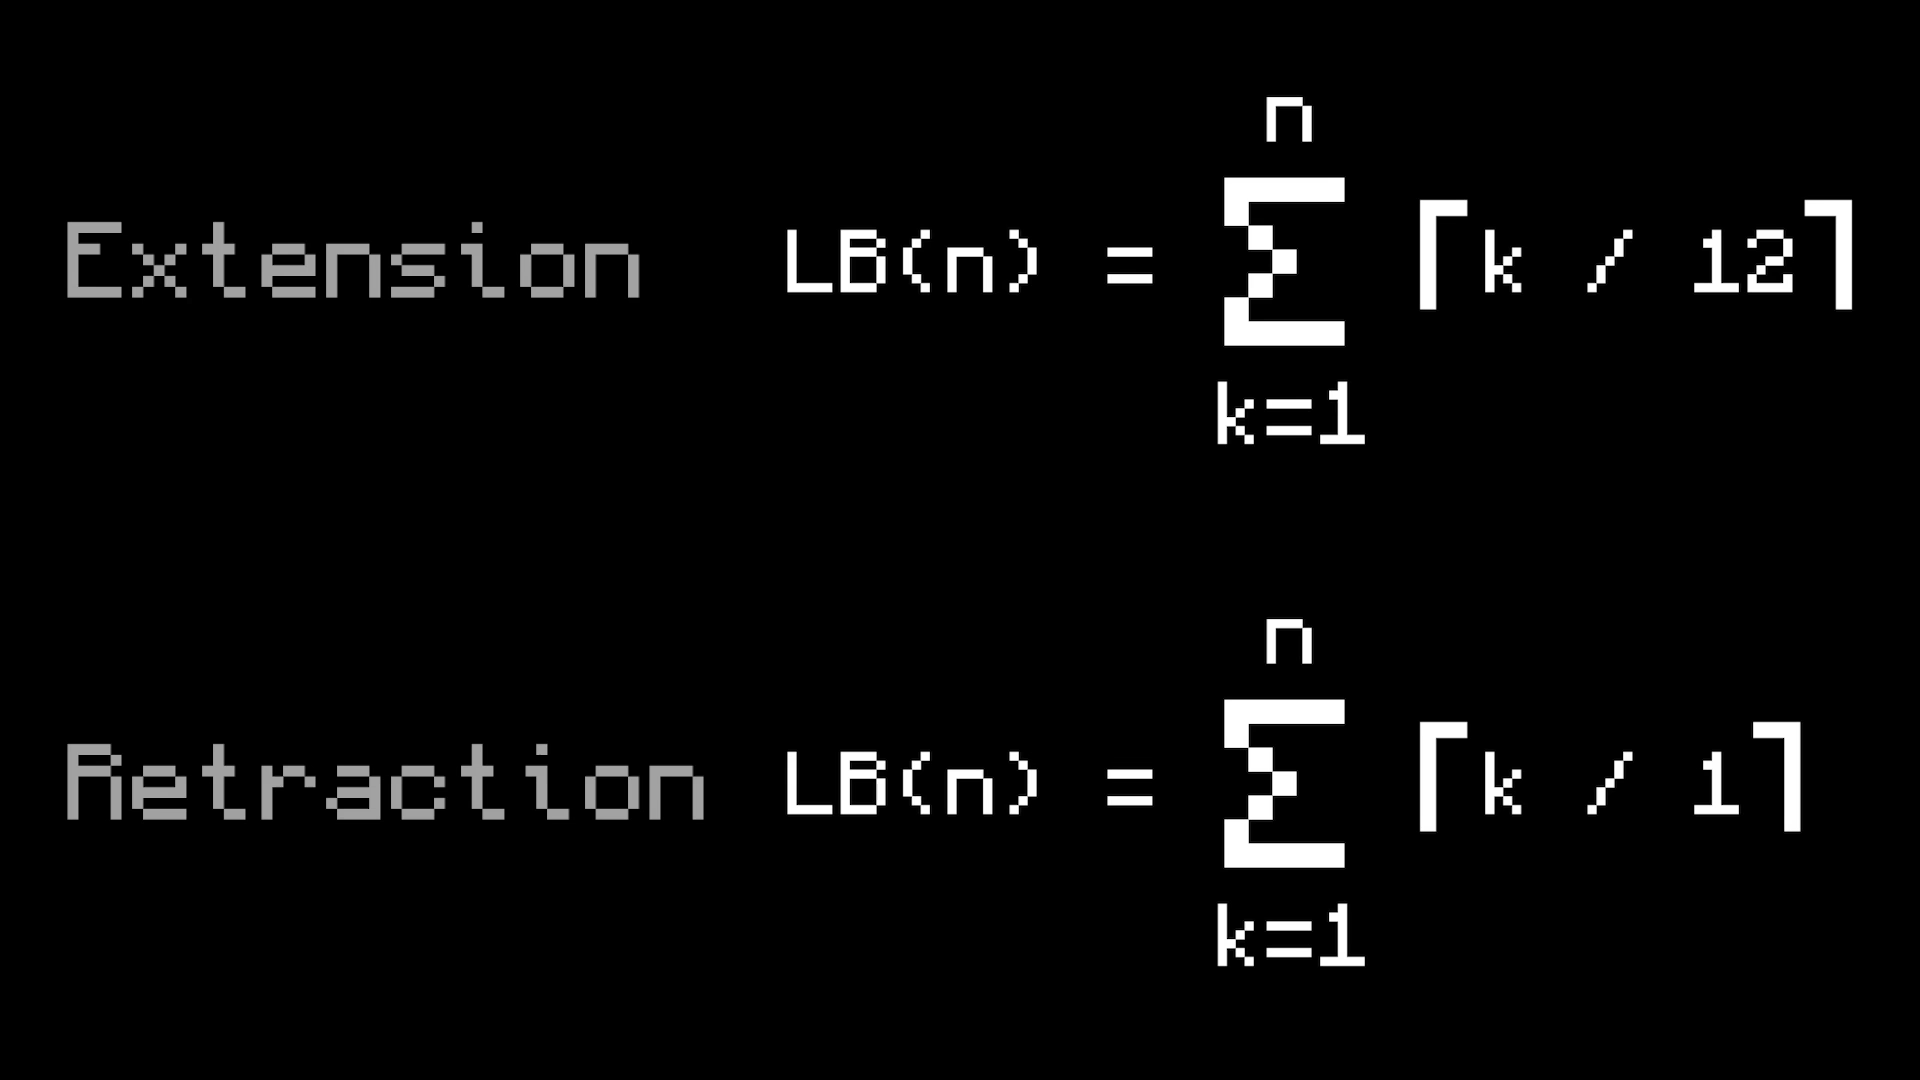 n
Extension LB(n) = Σ ⌈k / 12⌉
k=1
n
Retraction LB(n) = Σ ⌈k / 1⌉
k=1